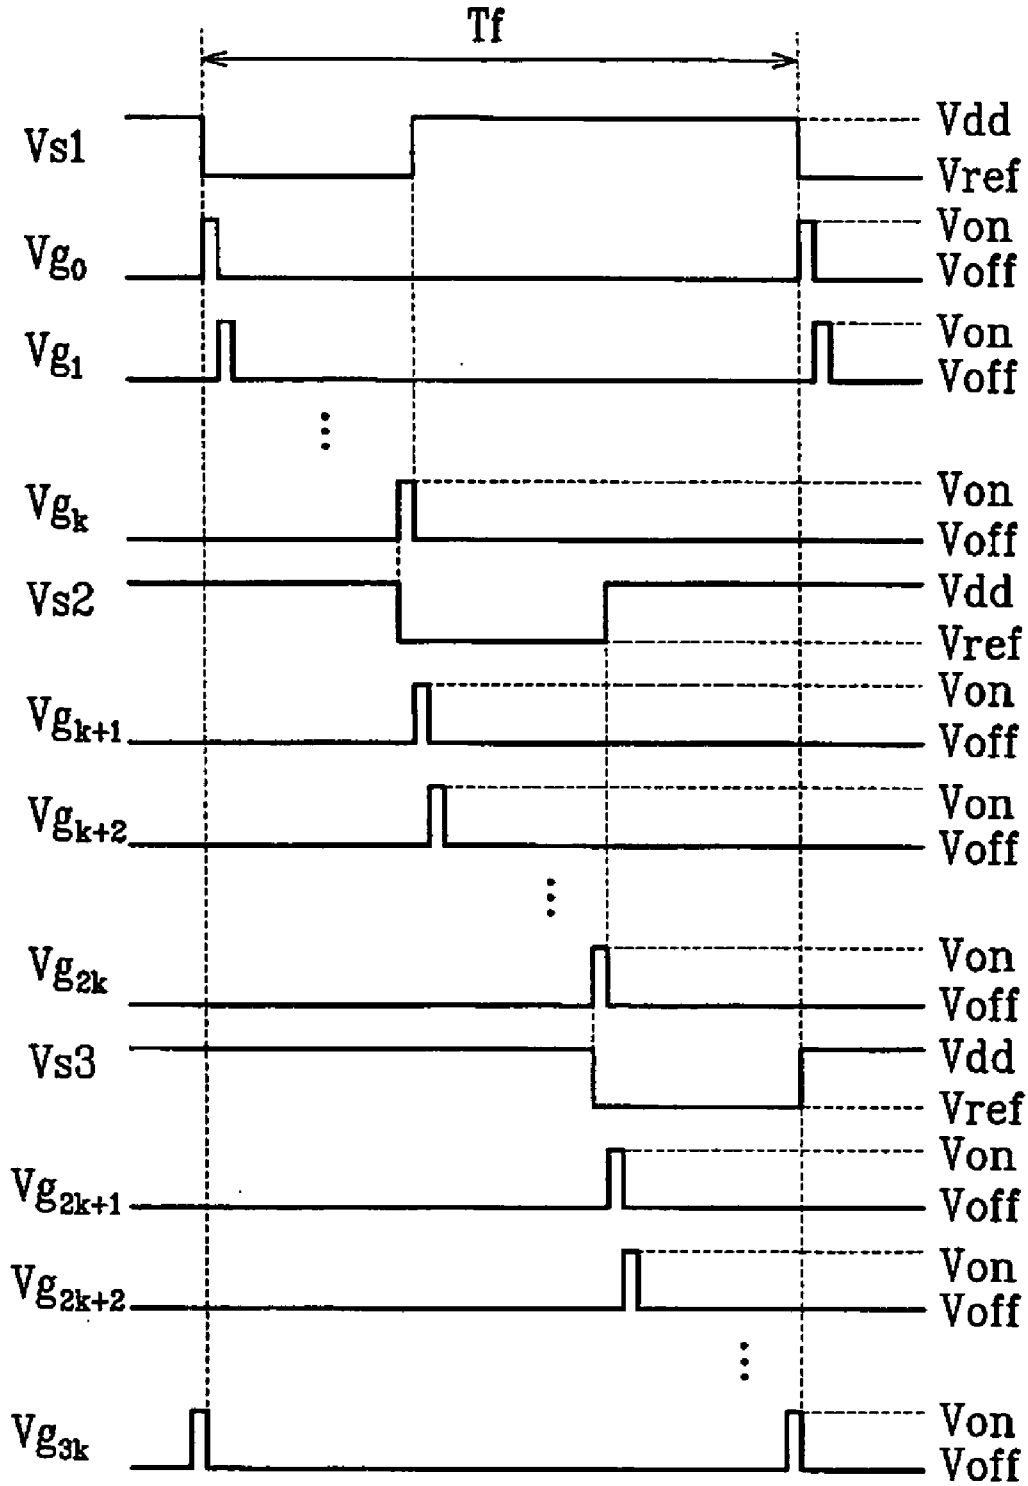 Tf
Vs1
Vdd
Vref
Vg0
Von
Voff
Vg1
Von
Voff
Vgk
Von
Voff
Vs2
Vdd
Vref
Vgk+1
Von
Voff
Vgk+2
Von
Voff
Vg2k
Von
Voff
Vs3
Vdd
Vref
Vg2k+1
Von
Voff
Vg2k+2
Von
Voff
Vg3k
Von
Voff